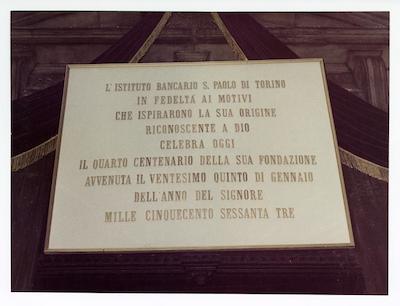 L'ISTITUTO BANCARIO S. PAOLO DI TORINO
IN FEDELTÀ AI MOTIVI
CHE ISPIRARONO LA SUA ORIGINE
RICONOSCENTE A DIO
CELEBRA OGGI
IL QUARTO CENTENARIO DELLA SUA FONDAZIONE
AVVENUTA IL VENTESIMO QUINTO DI GENNAIO
DELL'ANNO DEL SIGNORE
MILLE CINQUECENTO SESSANTA TRE